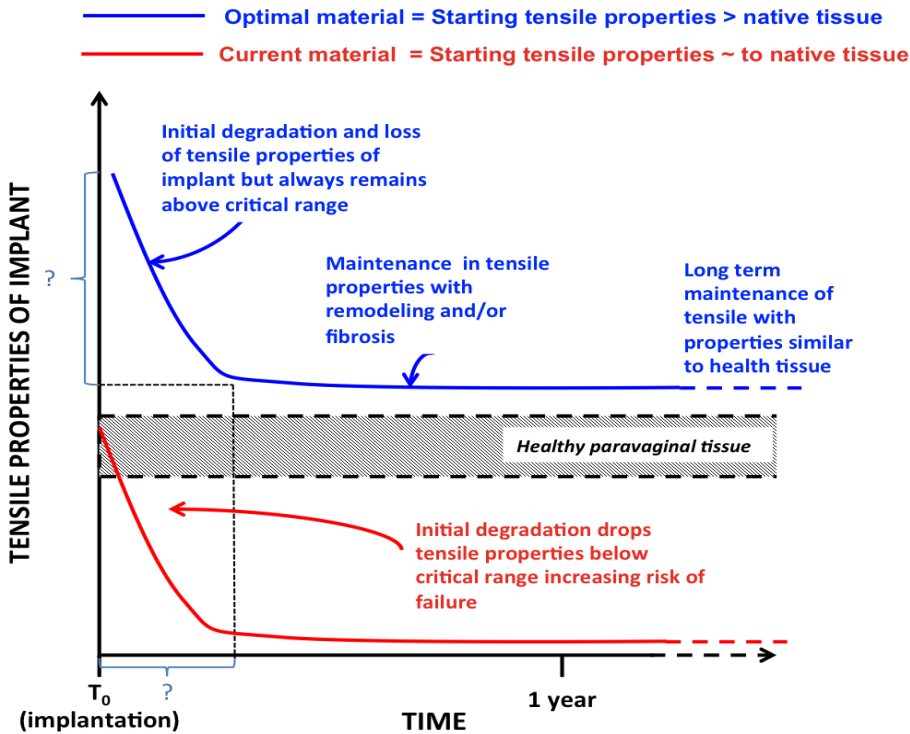 Optimal material = Starting tensile properties > native tissue
Current material = Starting tensile properties ~ to native tissue
TENSILE PROPERTIES OF IMPLANT
?
Initial degradation and loss
of tensile properties of
implant but always remains
above critical range
Maintenance in tensile
properties with
remodeling and/or
fibrosis
Long term
maintenance of
tensile with
properties similar
to health tissue
Healthy paravaginal tissue
Initial degradation drops
tensile properties below
critical range increasing risk of
failure
?
T₀
(implantation)
TIME
1 year